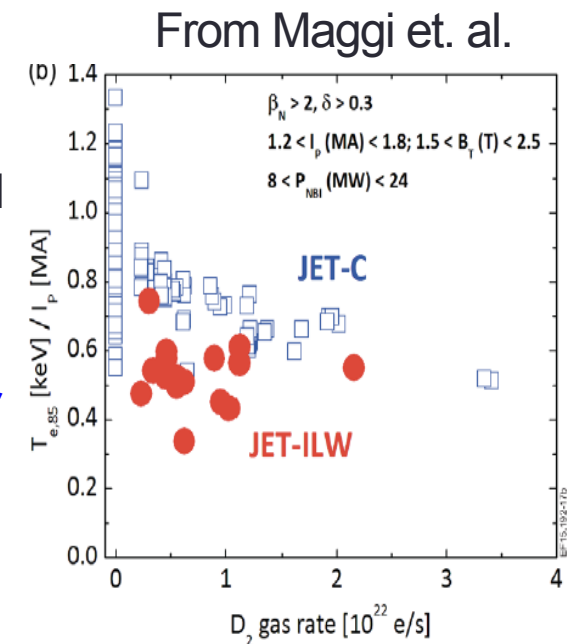 From Maggi et. al.
(b)
β_N > 2, δ > 0.3
1.2 < I_p (MA) < 1.8; 1.5 < B_T (T) < 2.5
8 < P_NBI (MW) < 24
JET-C
JET-ILW
T_e,85 [keV] / I_P [MA]
1.4
1.2
1.0
0.8
0.6
0.4
0.2
0.0
0 1 2 3 4
D_2 gas rate [10^22 e/s]
EF15.192-17b